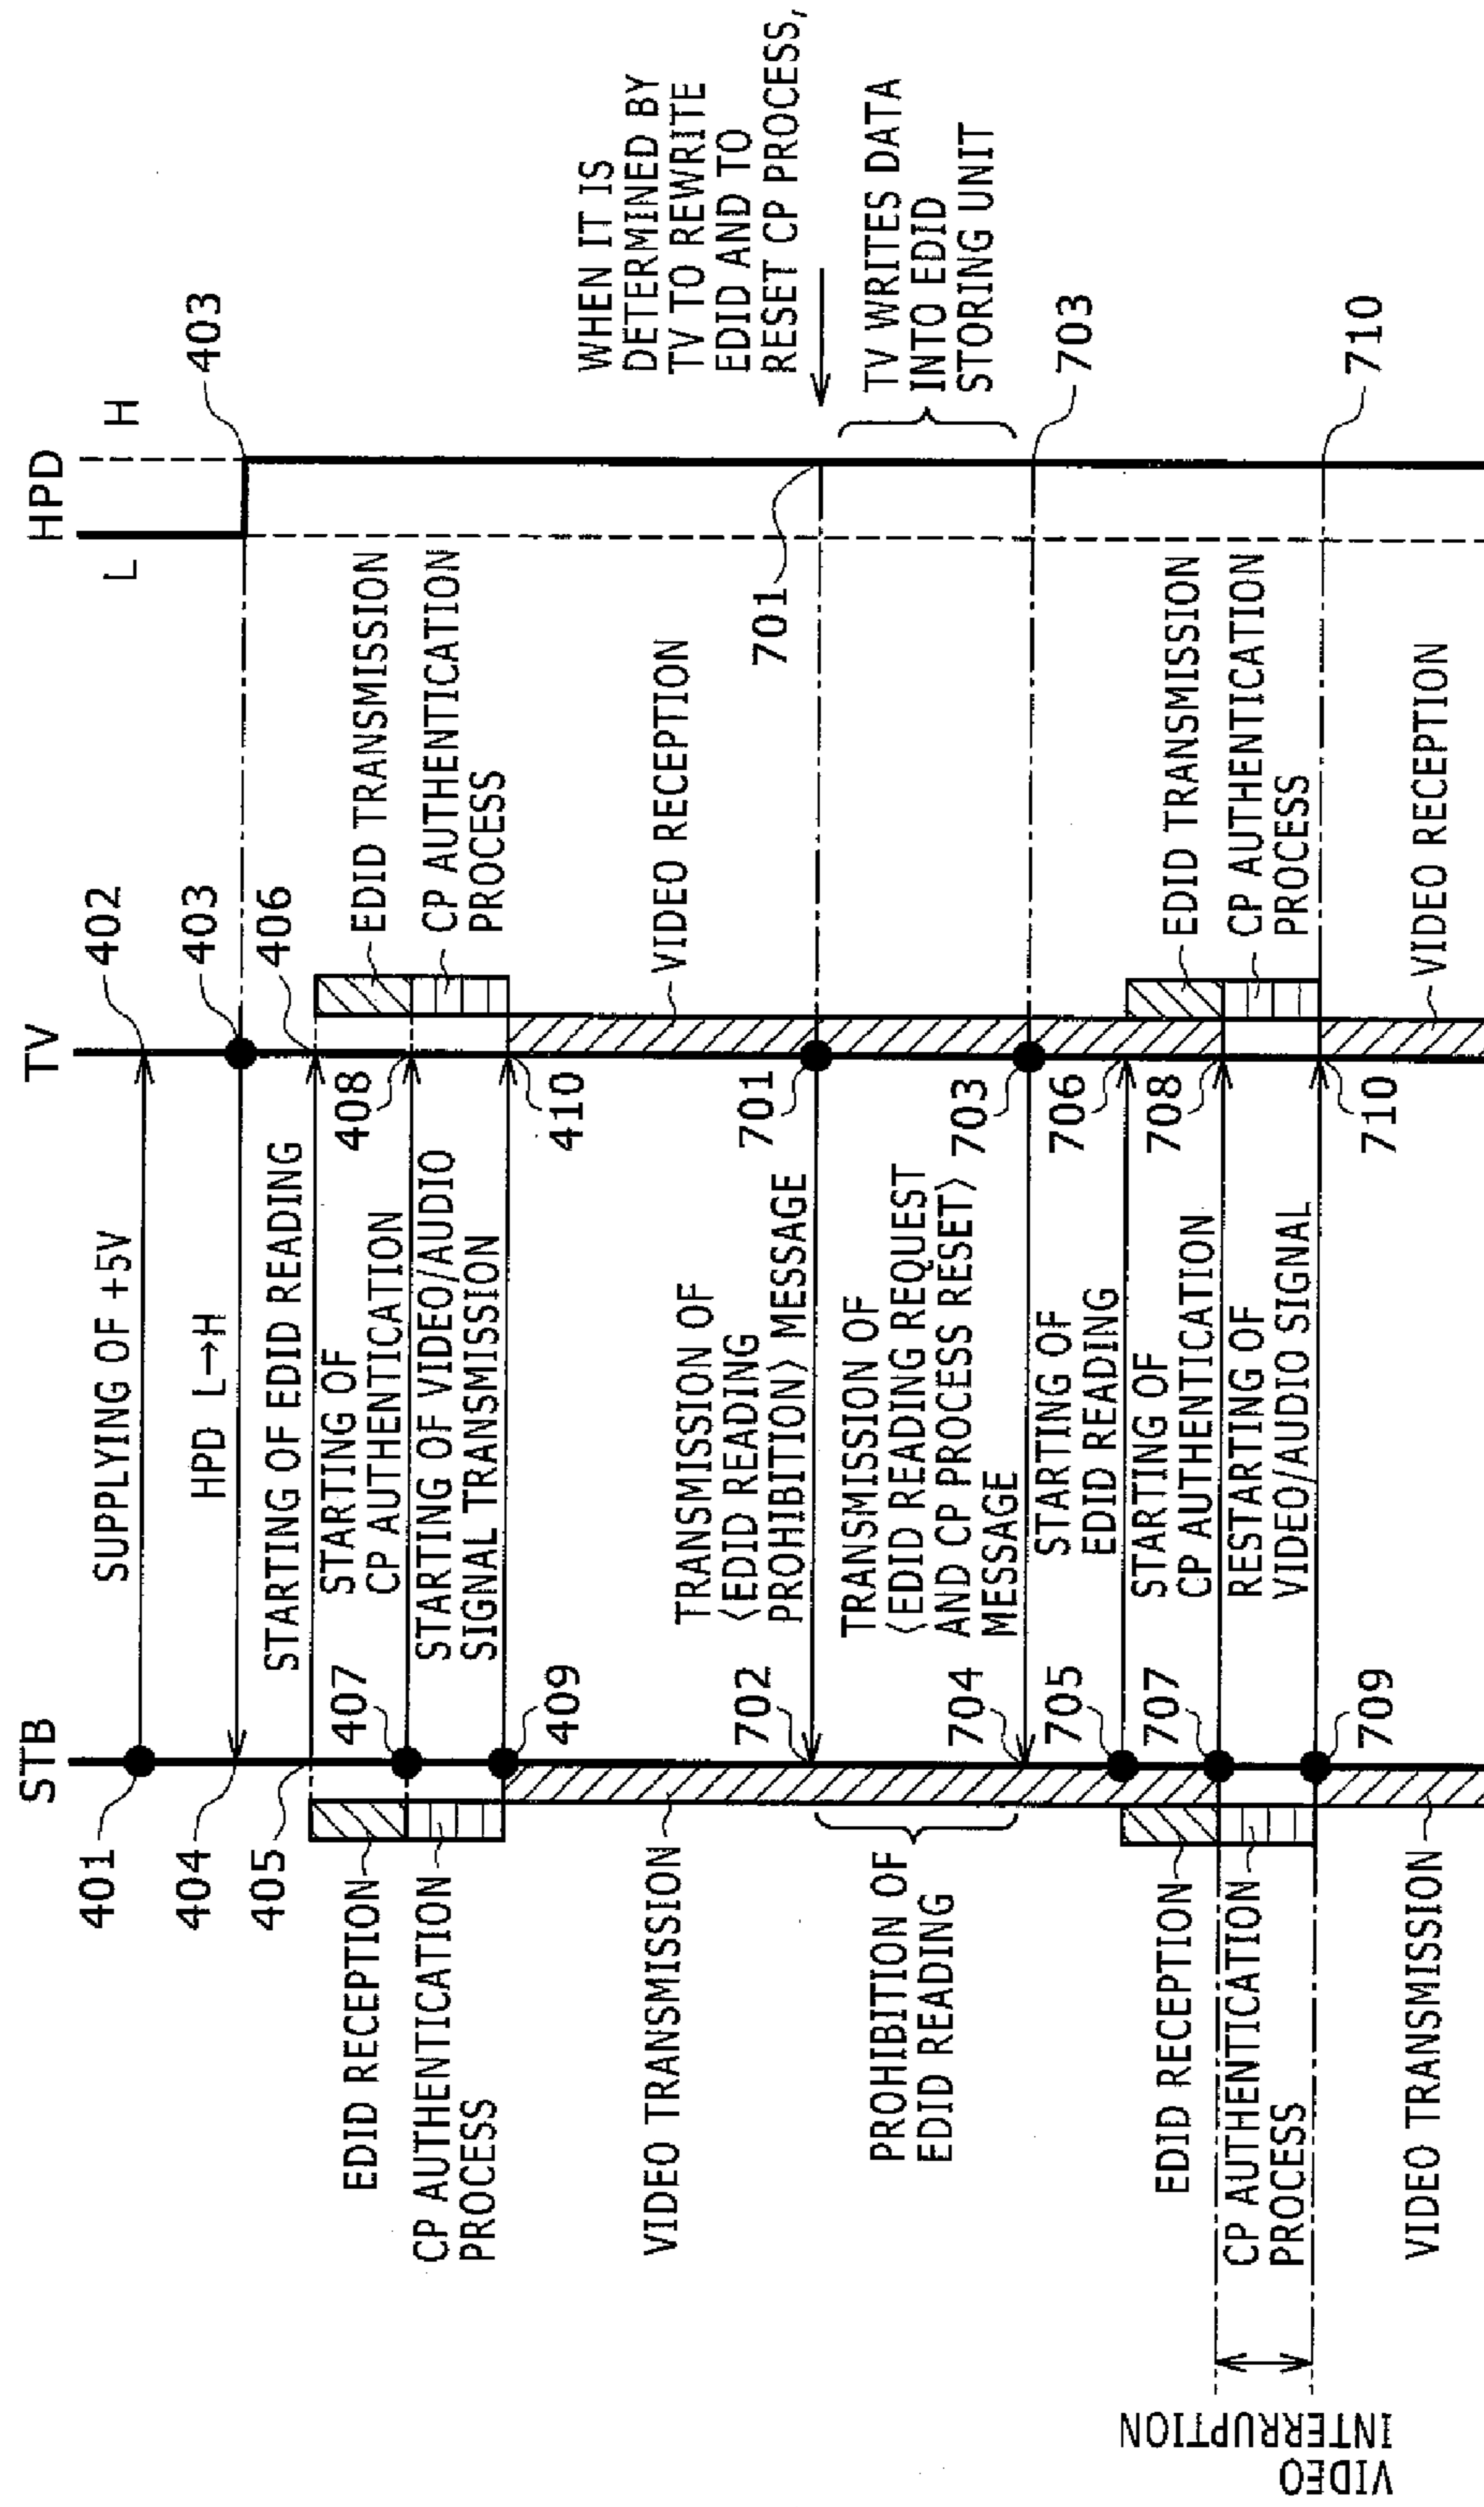 STB
TV
HPD
L
H
401
SUPPLYING OF +5V
402
404
HPD L→H
403
403
405
STARTING OF EDID READING
406
EDID RECEPTION
407
STARTING OF
CP AUTHENTICATION
408
EDID TRANSMISSION
CP AUTHENTICATION
PROCESS
409
STARTING OF VIDEO/AUDIO
SIGNAL TRANSMISSION
410
CP AUTHENTICATION
PROCESS
VIDEO TRANSMISSION
VIDEO RECEPTION
702
TRANSMISSION OF
〈EDID READING
PROHIBITION〉 MESSAGE
701
701
WHEN IT IS
DETERMINED BY
TV TO REWRITE
EDID AND TO
RESET CP PROCESS,
PROHIBITION OF
EDID READING
TV WRITES DATA
INTO EDID
STORING UNIT
704
TRANSMISSION OF
〈EDID READING REQUEST
AND CP PROCESS RESET〉
MESSAGE
703
703
705
STARTING OF
EDID READING
706
EDID RECEPTION
EDID TRANSMISSION
707
STARTING OF
CP AUTHENTICATION
708
CP AUTHENTICATION
PROCESS
CP AUTHENTICATION
PROCESS
VIDEO
INTERRUPTION
709
RESTARTING OF
VIDEO/AUDIO SIGNAL
710
710
VIDEO TRANSMISSION
VIDEO RECEPTION